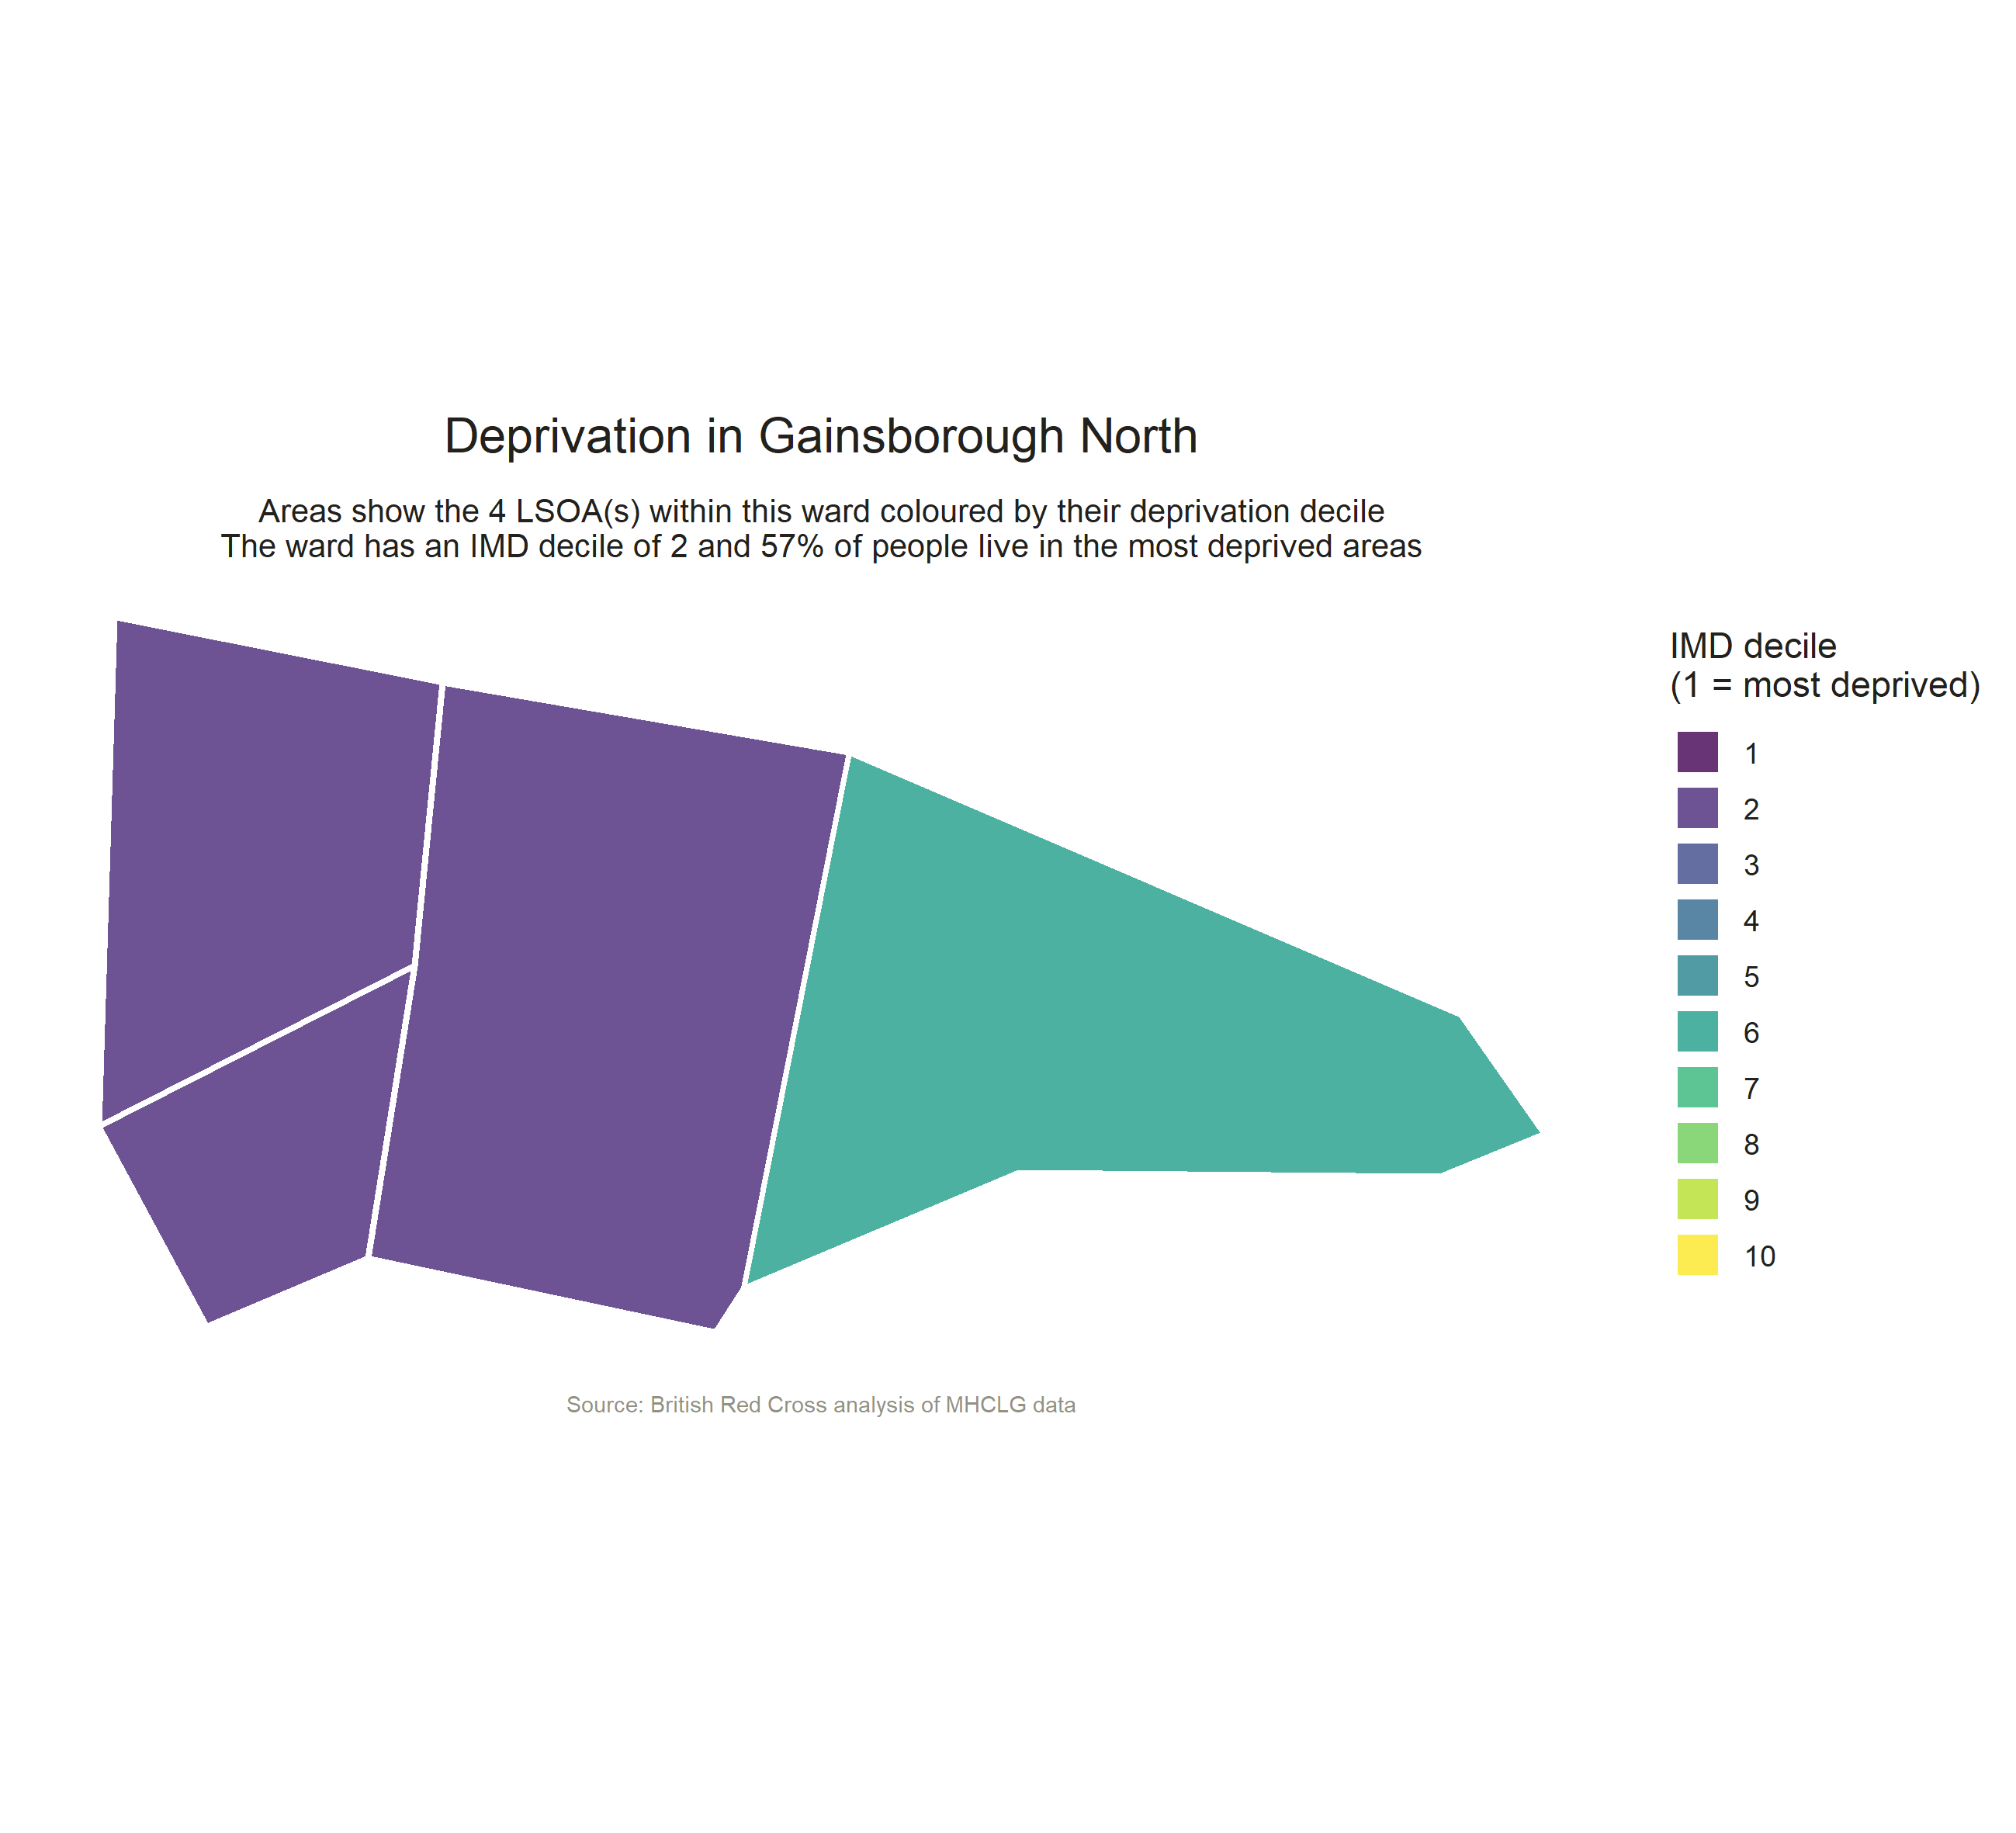 Deprivation in Gainsborough North
Areas show the 4 LSOA(s) within this ward coloured by their deprivation decile
The ward has an IMD decile of 2 and 57% of people live in the most deprived areas
IMD decile
(1 = most deprived)
1
2
3
4
5
6
7
8
9
10
Source: British Red Cross analysis of MHCLG data